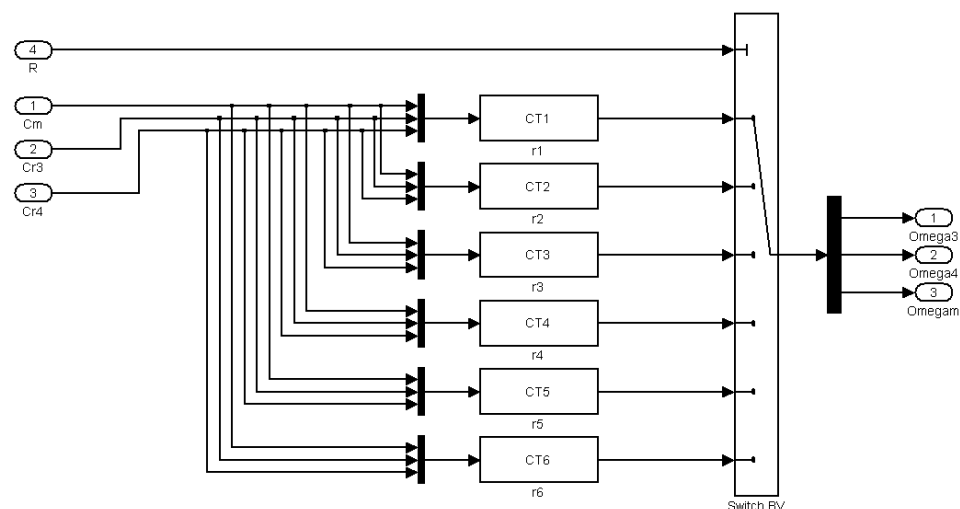 4
R
1
Cm
2
Cr3
3
Cr4
CT1
r1
CT2
r2
CT3
r3
CT4
r4
CT5
r5
CT6
r6
Switch BV
1
Omega3
2
Omega4
3
Omegam